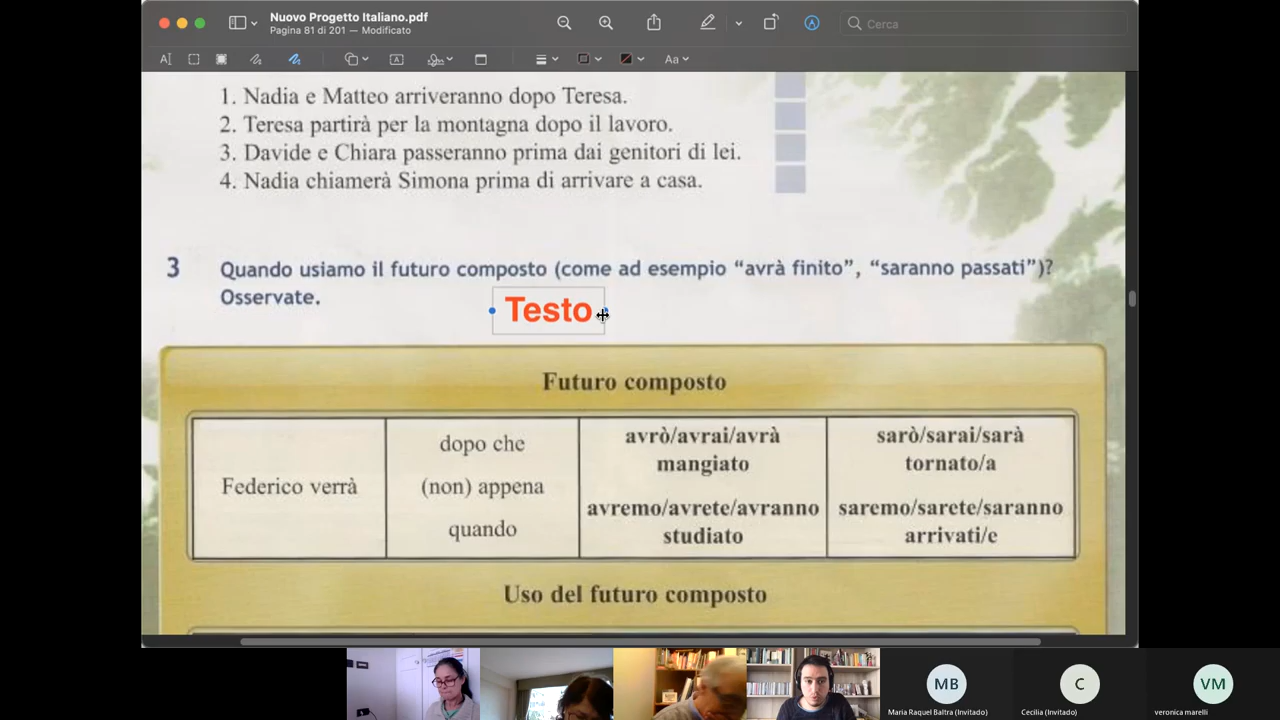 Nuovo Progetto Italiano.pdf
Pagina 81 di 201 — Modificato
Cerca
Aa
1. Nadia e Matteo arriveranno dopo Teresa.
2. Teresa partirà per la montagna dopo il lavoro.
3. Davide e Chiara passeranno prima dai genitori di lei.
4. Nadia chiamerà Simona prima di arrivare a casa.
3 Quando usiamo il futuro composto (come ad esempio “avrà finito”, “saranno passati”)?
Osservate.
Testo
Futuro composto
Federico verrà
dopo che
(non) appena
quando
avrò/avrai/avrà
mangiato
avremo/avrete/avranno
studiato
sarò/sarai/sarà
tornato/a
saremo/sarete/saranno
arrivati/e
Uso del futuro composto
MB
C
VM
Maria Raquel Baltra (Invitado)
Cecilia (Invitado)
veronica marelli